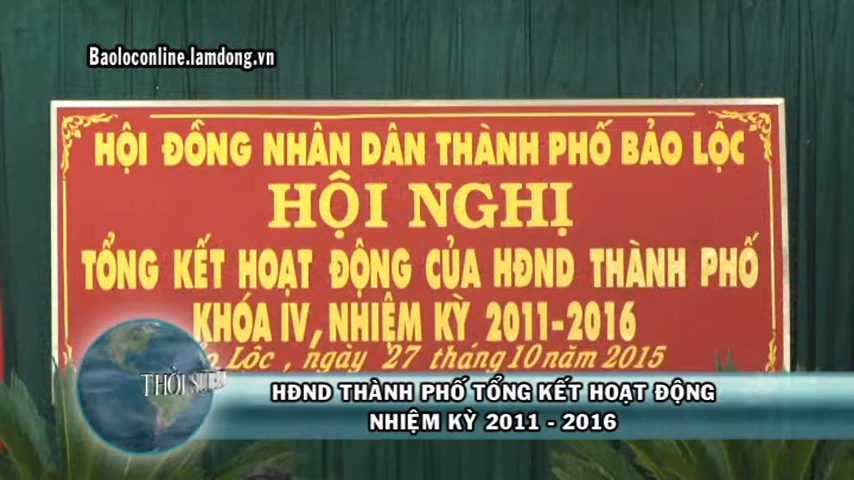 Baoloconline.lamdong.vn
HỘI ĐỒNG NHÂN DÂN THÀNH PHỐ BẢO LỘC
HỘI NGHỊ
TỔNG KẾT HOẠT ĐỘNG CỦA HĐND THÀNH PHỐ
KHÓA IV, NHIỆM KỲ 2011-2016
Lộc, ngày 27 tháng 10 năm 2015
THỜI SỰ
HĐND THÀNH PHỐ TỔNG KẾT HOẠT ĐỘNG
NHIỆM KỲ 2011 - 2016